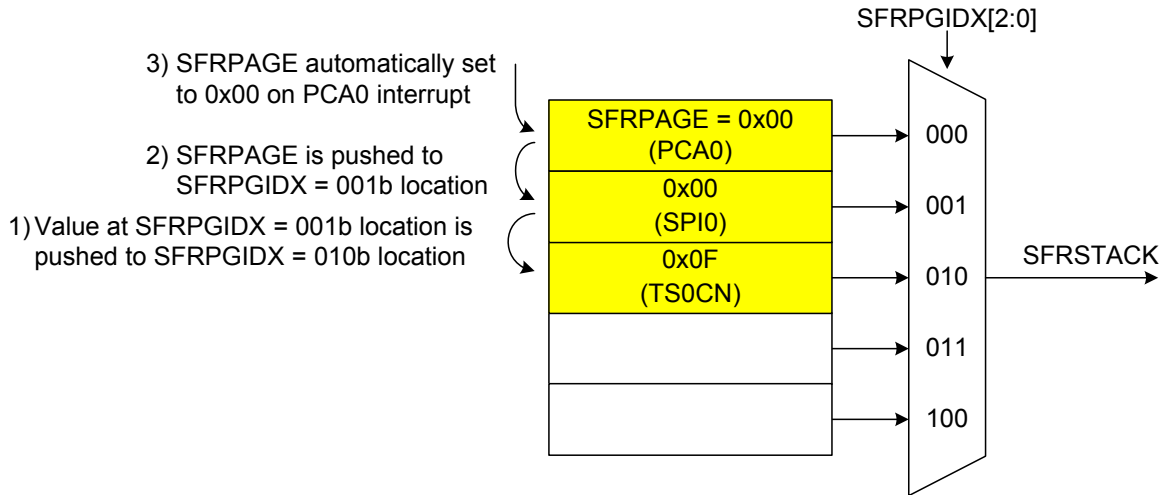 SFRPGIDX[2:0]
3) SFRPAGE automatically set
to 0x00 on PCA0 interrupt
2) SFRPAGE is pushed to
SFRPGIDX = 001b location
1) Value at SFRPGIDX = 001b location is
pushed to SFRPGIDX = 010b location
SFRPAGE = 0x00
(PCA0)
0x00
(SPI0)
0x0F
(TS0CN)
000
001
010
011
100
SFRSTACK